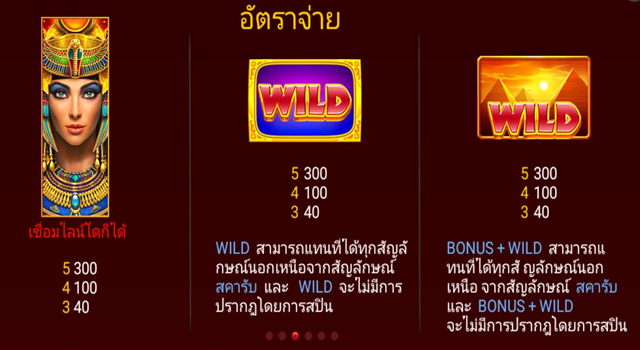 อัตราจ่าย
เชื่อมไลน์ใดก็ได้
5 300
4 100
3 40
WILD
5 300
4 100
3 40
WILD สามารถแทนที่ได้ทุกสัญลั
กษณ์นอกเหนือจากสัญลักษณ์
สคารับ และ WILD จะไม่มีการ
ปรากฎโดยการสปิน
WILD
5 300
4 100
3 40
BONUS + WILD สามารถแ
ทนที่ได้ทุกสั ญลักษณ์นอก
เหนือ จากสัญลักษณ์ สคารับ
และ BONUS + WILD
จะไม่มีการปรากฎโดยการสปิน